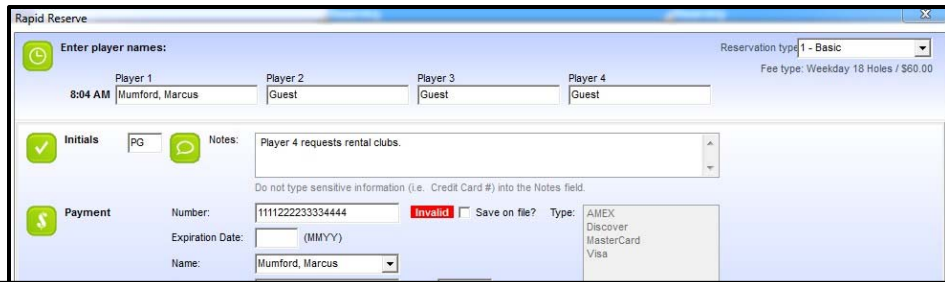 Rapid Reserve
Enter player names:
Reservation type 1 - Basic
Fee type: Weekday 18 Holes / $60.00
Player 1 Player 2 Player 3 Player 4
8:04 AM Mumford, Marcus Guest Guest Guest
Initials PG Notes: Player 4 requests rental clubs.
Do not type sensitive information (i.e. Credit Card #) into the Notes field.
Payment Number: 1111222233334444 Invalid Save on file? Type: AMEX
Discover
Expiration Date: (MMYY) MasterCard
Visa
Name: Mumford, Marcus